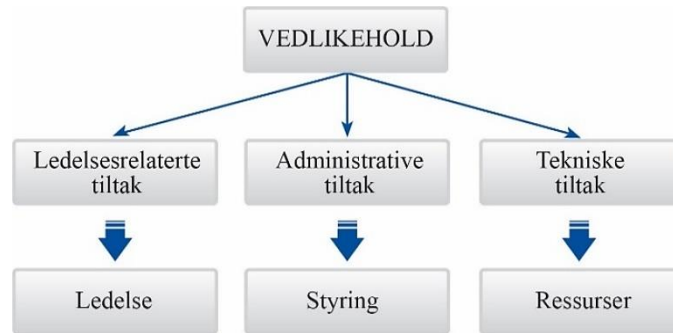 VEDLIKEHOLD
Ledelsesrelaterte
tiltak
Administrative
tiltak
Tekniske
tiltak
Ledelse
Styring
Ressurser